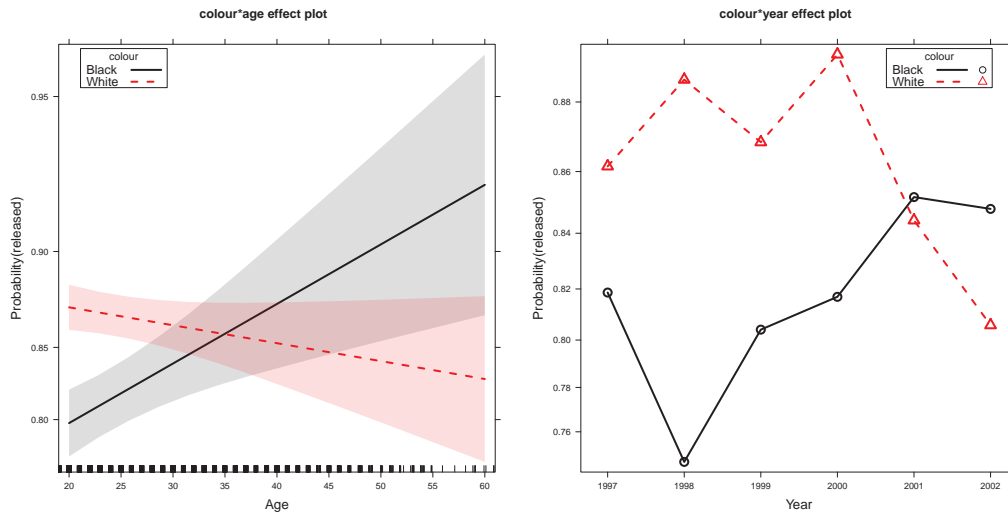 colour*age effect plot
colour
Black
White
0.95
0.90
0.85
0.80
Probability(released)
20 25 30 35 40 45 50 55 60
Age
colour*year effect plot
colour
Black
White
0.88
0.86
0.84
0.82
0.80
0.78
0.76
Probability(released)
1997 1998 1999 2000 2001 2002
Year